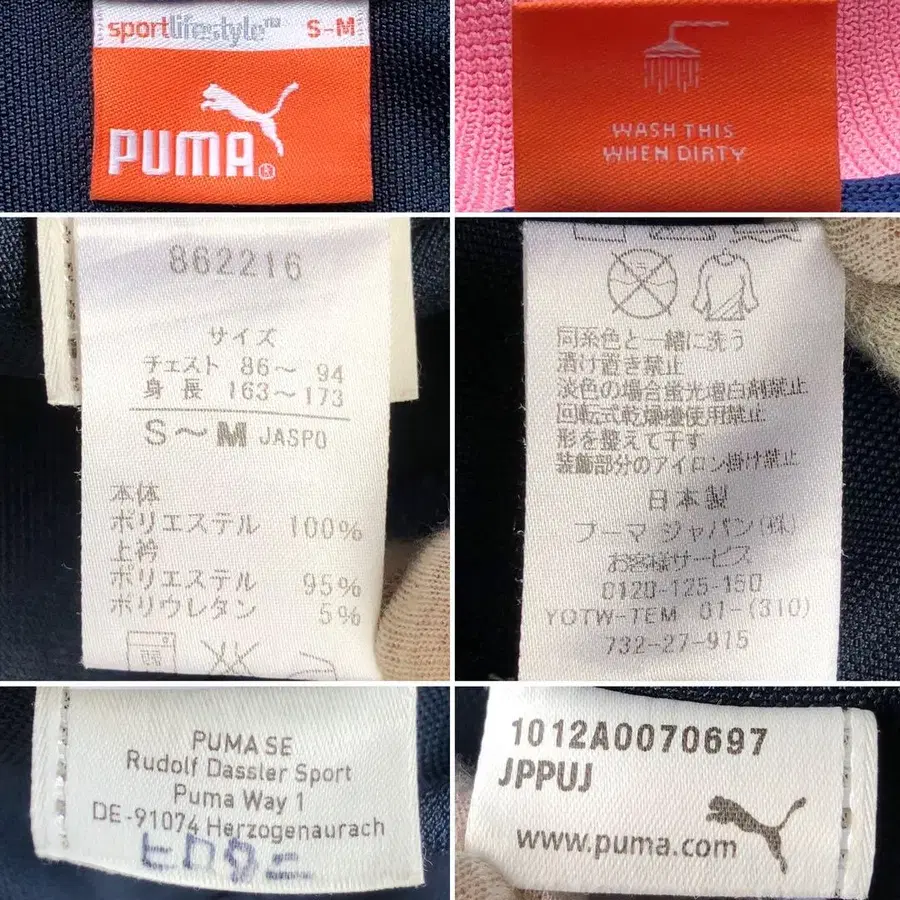 sportlifestyle™ S-M
PUMA®
WASH THIS
WHEN DIRTY
862216
サイズ
チェスト 86～ 94
身長 163～173
S～M JASPO
本体
ポリエステル 100%
上衿
ポリエステル 95%
ポリウレタン 5%
同系色と一緒に洗う
漬け置き禁止
淡色の場合蛍光増白剤禁止
回転式乾燥機使用禁止
形を整えて干す
装飾部分のアイロン掛け禁止
日本製
プーマ ジャパン(株)
お客様サービス
0120-125-150
YOTW-TEM 01-(310)
732-27-915
PUMA SE
Rudolf Dassler Sport
Puma Way 1
DE-91074 Herzogenaurach
1012A0070697
JPPUJ
www.puma.com